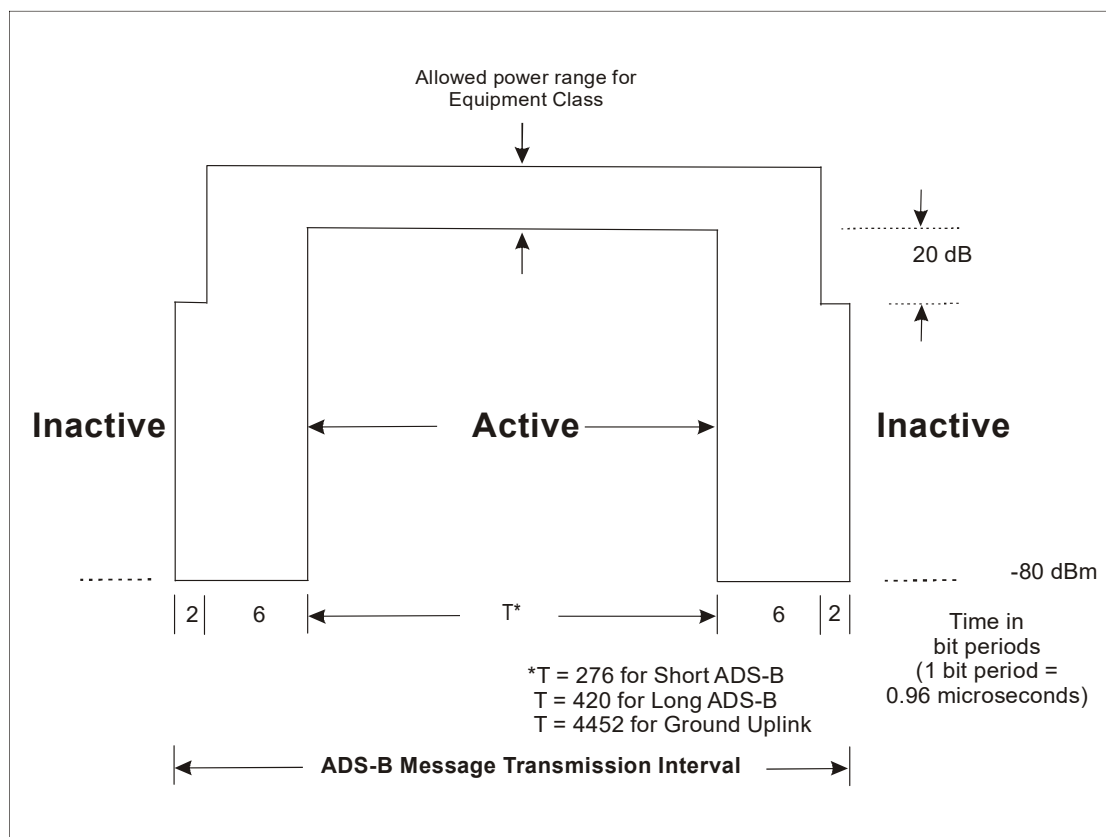 Allowed power range for
Equipment Class
20 dB
Inactive
Active
Inactive
-80 dBm
2
6
T*
6
2
Time in
bit periods
(1 bit period =
0.96 microseconds)
*T = 276 for Short ADS-B
T = 420 for Long ADS-B
T = 4452 for Ground Uplink
ADS-B Message Transmission Interval